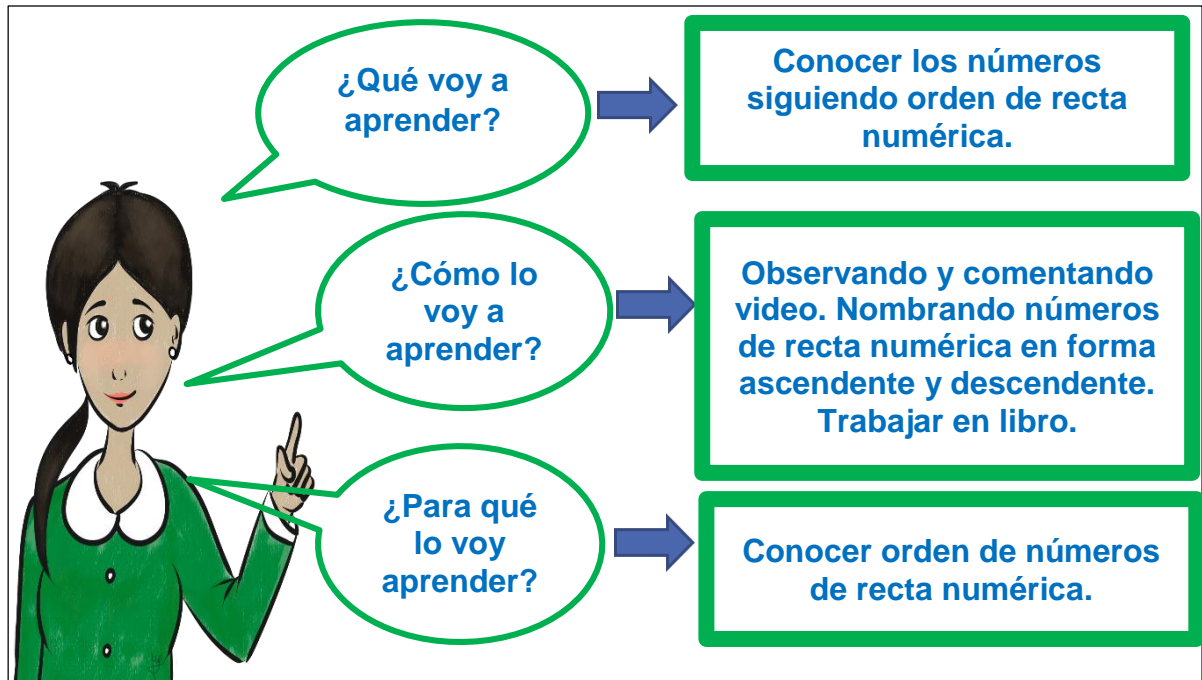 ¿Qué voy a
aprender?
Conocer los números
siguiendo orden de recta
numérica.
¿Cómo lo
voy a
aprender?
Observando y comentando
video. Nombrando números
de recta numérica en forma
ascendente y descendente.
Trabajar en libro.
¿Para qué
lo voy
aprender?
Conocer orden de números
de recta numérica.